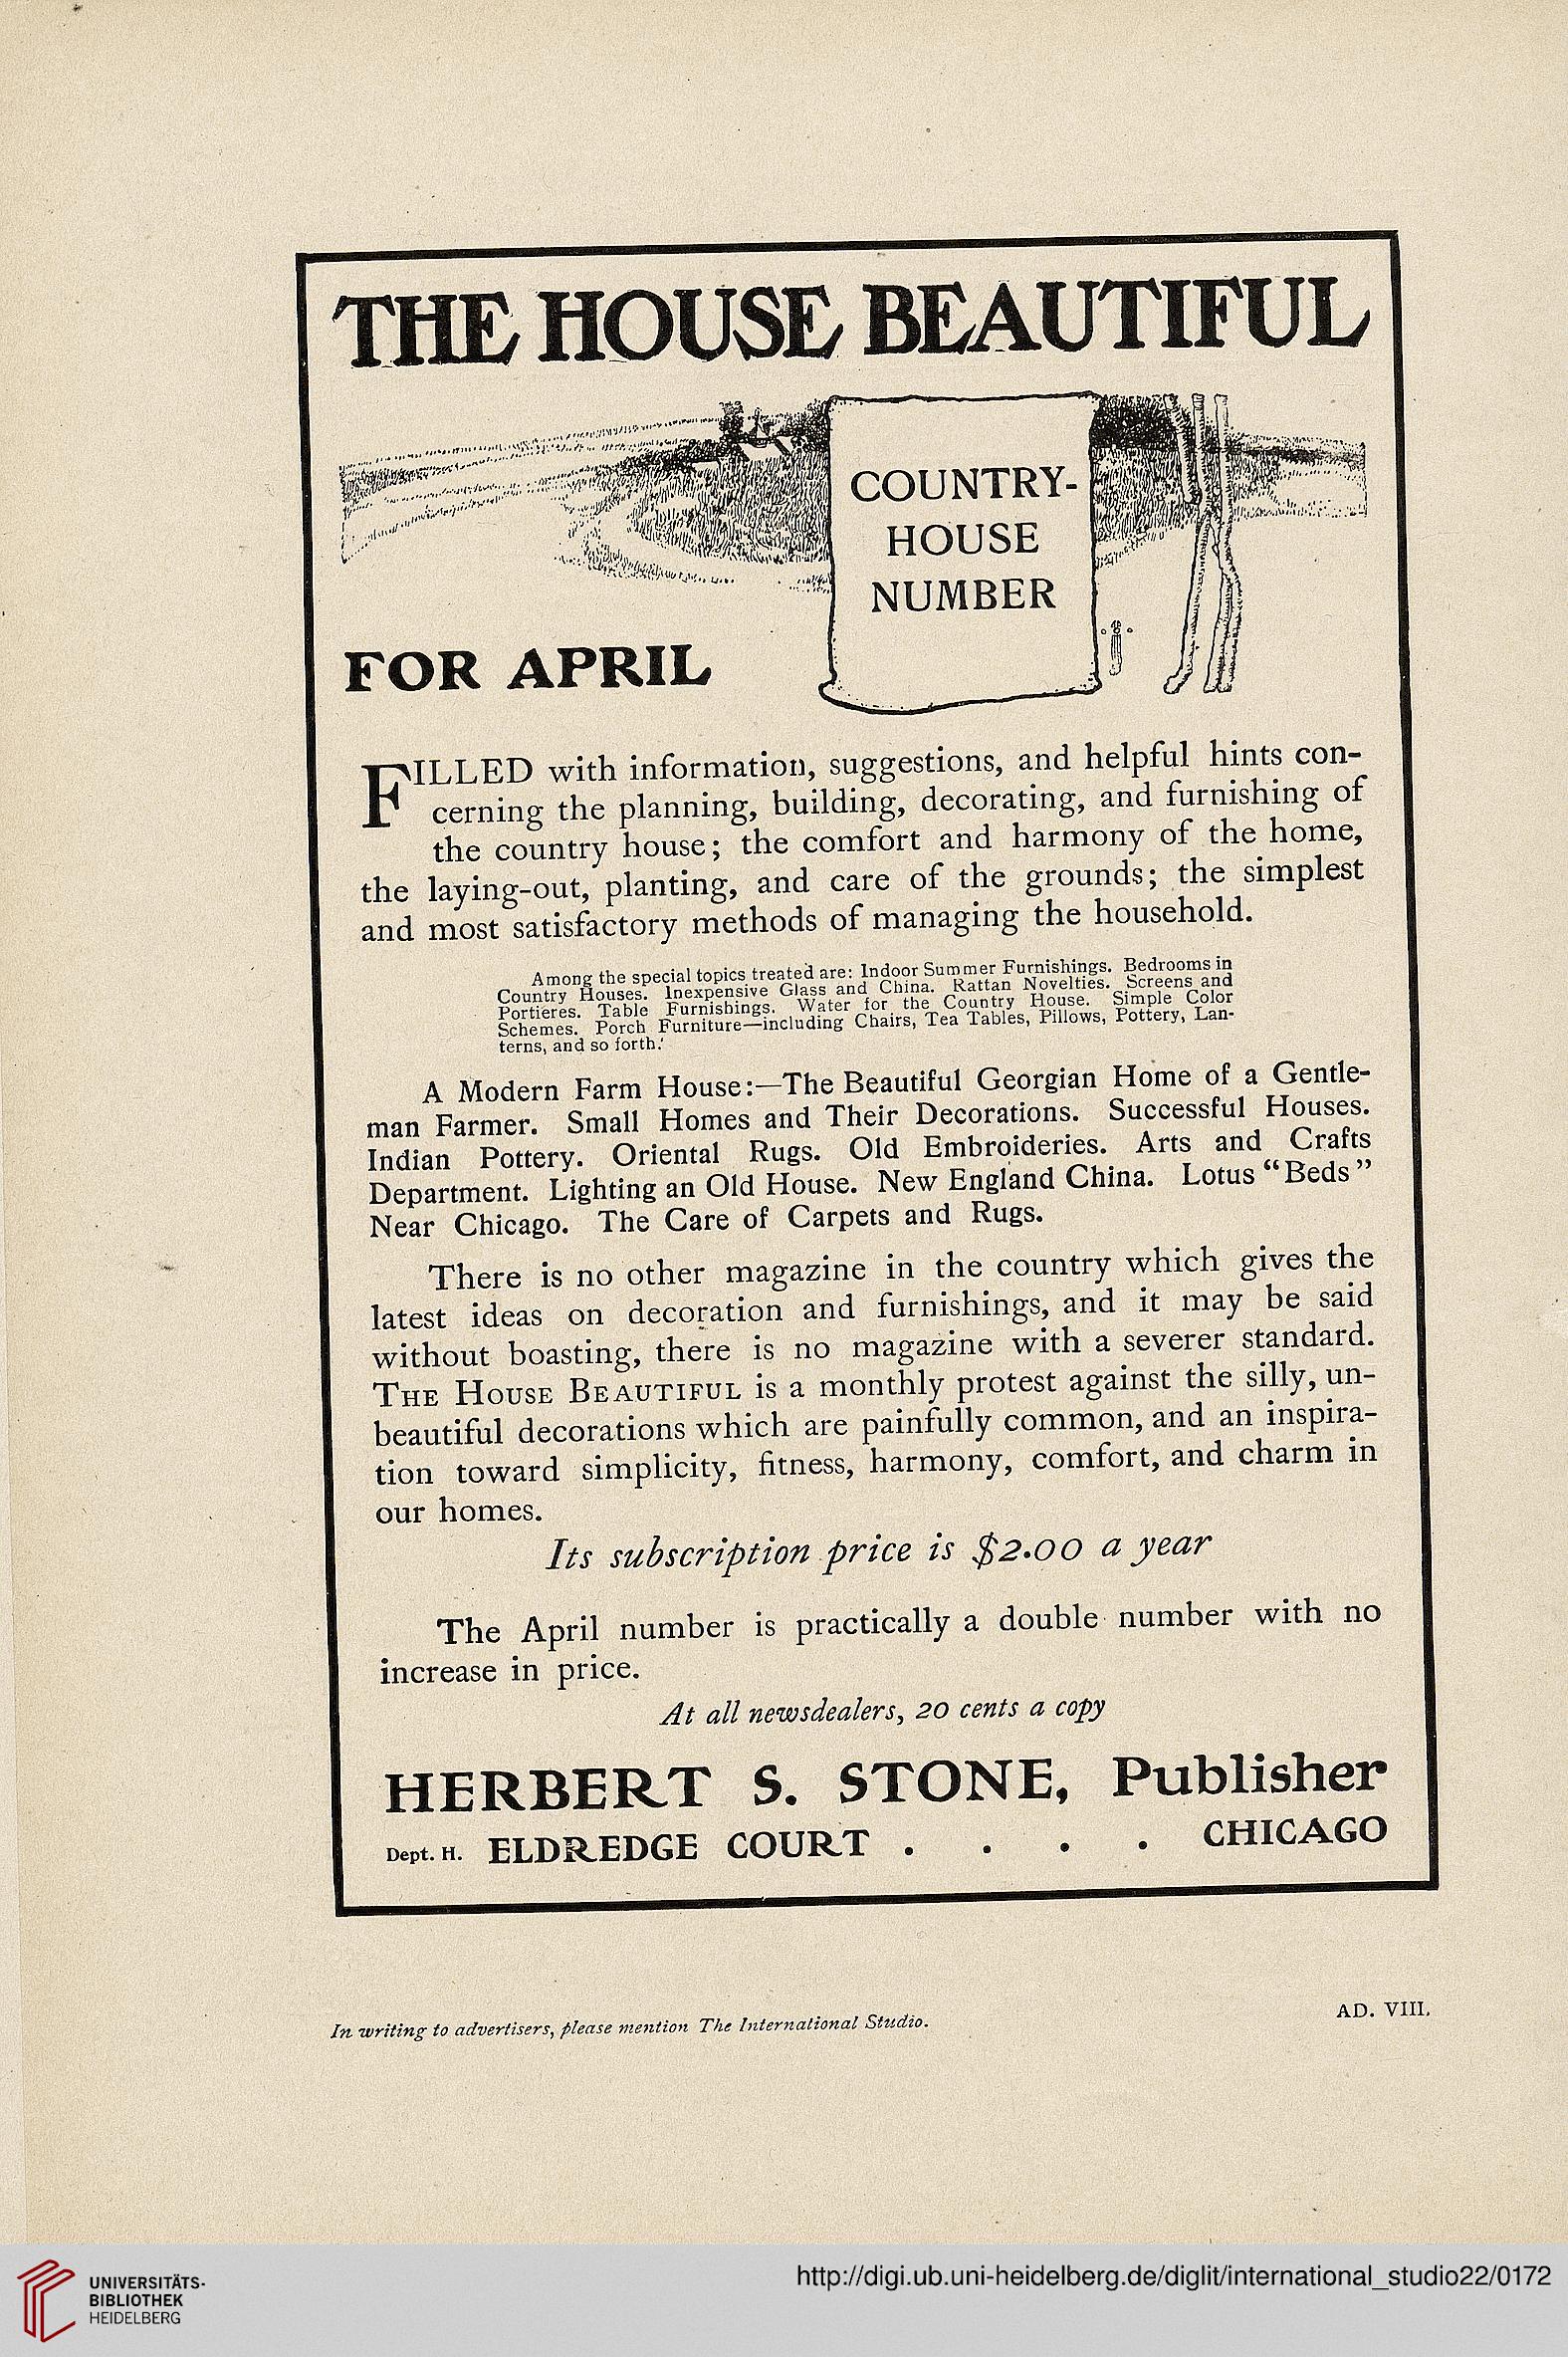 THE HOUSE BEAUTIFUL
COUNTRY-
HOUSE
NUMBER
FOR APRIL
FILLED with information, suggestions, and helpful hints con-
cerning the planning, building, decorating, and furnishing of
the country house; the comfort and harmony of the home,
the laying-out, planting, and care of the grounds; the simplest
and most satisfactory methods of managing the household.
Among the special topics treated are: Indoor Summer Furnishings. Bedrooms in
Country Houses. Inexpensive Glass and China. Rattan Novelties. Screens and
Portieres. Table Furnishings. Water for the Country House. Simple Color
Schemes. Porch Furniture—including Chairs, Tea Tables, Pillows, Pottery, Lan-
terns, and so forth.
A Modern Farm House:—The Beautiful Georgian Home of a Gentle-
man Farmer. Small Homes and Their Decorations. Successful Houses.
Indian Pottery. Oriental Rugs. Old Embroideries. Arts and Crafts
Department. Lighting an Old House. New England China. Lotus "Beds"
Near Chicago. The Care of Carpets and Rugs.
There is no other magazine in the country which gives the
latest ideas on decoration and furnishings, and it may be said
without boasting, there is no magazine with a severer standard.
THE HOUSE BEAUTIFUL is a monthly protest against the silly, un-
beautiful decorations which are painfully common, and an inspira-
tion toward simplicity, fitness, harmony, comfort, and charm in
our homes.
Its subscription price is $2.00 a year
The April number is practically a double number with no
increase in price.
At all newsdealers, 20 cents a copy
HERBERT S. STONE, Publisher
Dept. H. ELDREDGE COURT . . . . CHICAGO
In writing to advertisers, please mention The International Studio.
AD. VIII.
UNIVERSITÄTS-
BIBLIOTHEK
HEIDELBERG
http://digi.ub.uni-heidelberg.de/diglit/international_studio22/0172